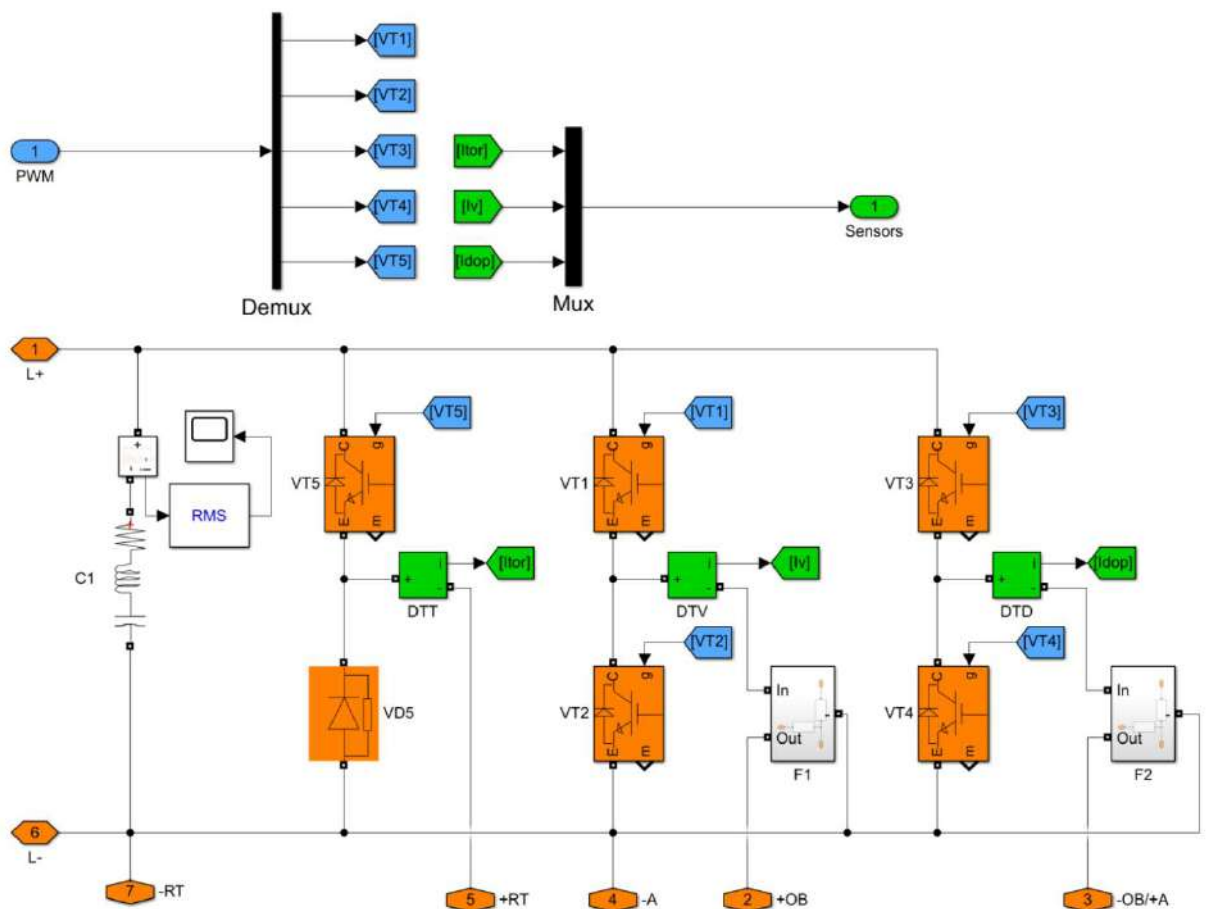 [VT1]
[VT2]
1
PWM
[VT3]
[VT4]
[VT5]
Demux
[Itor]
[Iv]
[Idop]
Mux
1
Sensors
1
L+
[VT5]
[VT1]
[VT3]
+
RMS
C1
VT5
C
g
E
m
VT1
C
g
E
m
VT3
C
g
E
m
+
i
-
[Itor]
DTT
+
i
-
[Iv]
DTV
+
i
-
[Idop]
DTD
[VT2]
[VT4]
VD5
VT2
C
g
E
m
In
Out
F1
VT4
C
g
E
m
In
Out
F2
6
L-
7
-RT
5
+RT
4
-A
2
+OB
3
-OB/+A